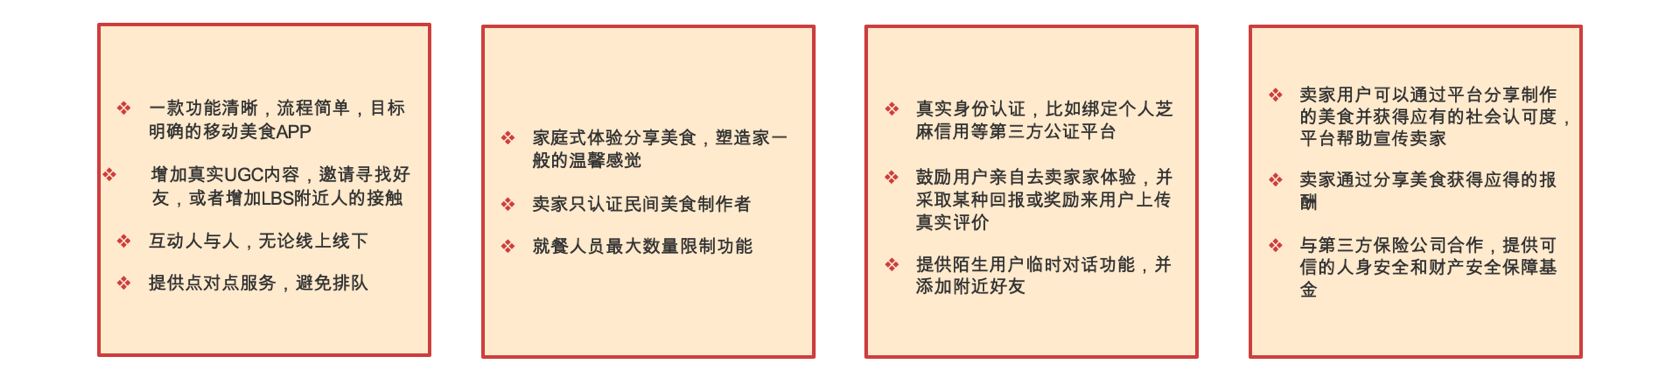 一款功能清晰，流程简单，目标
明确的移动美食APP
增加真实UGC内容，邀请寻找好
友，或者增加LBS附近人的接触
互动人与人，无论线上线下
提供点对点服务，避免排队
家庭式体验分享美食，塑造家一
般的温馨感觉
卖家只认证民间美食制作者
就餐人员最大数量限制功能
真实身份认证，比如绑定个人芝
麻信用等第三方公证平台
鼓励用户亲自去卖家家体验，并
采取某种回报或奖励来用户上传
真实评价
提供陌生用户临时对话功能，并
添加附近好友
卖家用户可以通过平台分享制作
的美食并获得应有的社会认可度，
平台帮助宣传卖家
卖家通过分享美食获得应得的报
酬
与第三方保险公司合作，提供可
信的人身安全和财产安全保障基
金